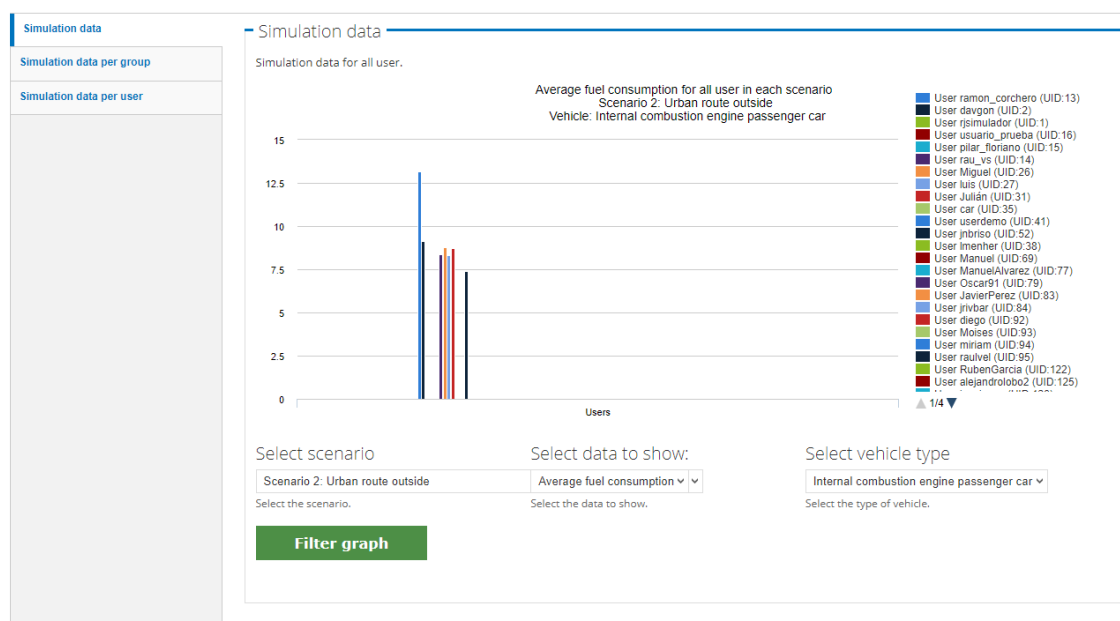 Simulation data
Simulation data per group
Simulation data per user
Simulation data
Simulation data for all user.
Average fuel consumption for all user in each scenario
Scenario 2: Urban route outside
Vehicle: Internal combustion engine passenger car
15
12.5
10
7.5
5
2.5
0
Users
User ramon_corchero (UID:13)
User davgon (UID:2)
User rjsimulador (UID:1)
User usuario_prueba (UID:16)
User pilar_floriano (UID:15)
User rau_vs (UID:14)
User Miguel (UID:26)
User luis (UID:27)
User Julián (UID:31)
User car (UID:35)
User userdemo (UID:41)
User jnbriso (UID:52)
User lmenher (UID:38)
User Manuel (UID:69)
User ManuelAlvarez (UID:77)
User Oscar91 (UID:79)
User JavierPerez (UID:83)
User jrivbar (UID:84)
User diego (UID:92)
User Moises (UID:93)
User miriam (UID:94)
User raulvel (UID:95)
User RubenGarcia (UID:122)
User alejandrolobo2 (UID:125)
1/4
Select scenario
Scenario 2: Urban route outside
Select the scenario.
Select data to show:
Average fuel consumption
Select the data to show.
Select vehicle type
Internal combustion engine passenger car
Select the type of vehicle.
Filter graph